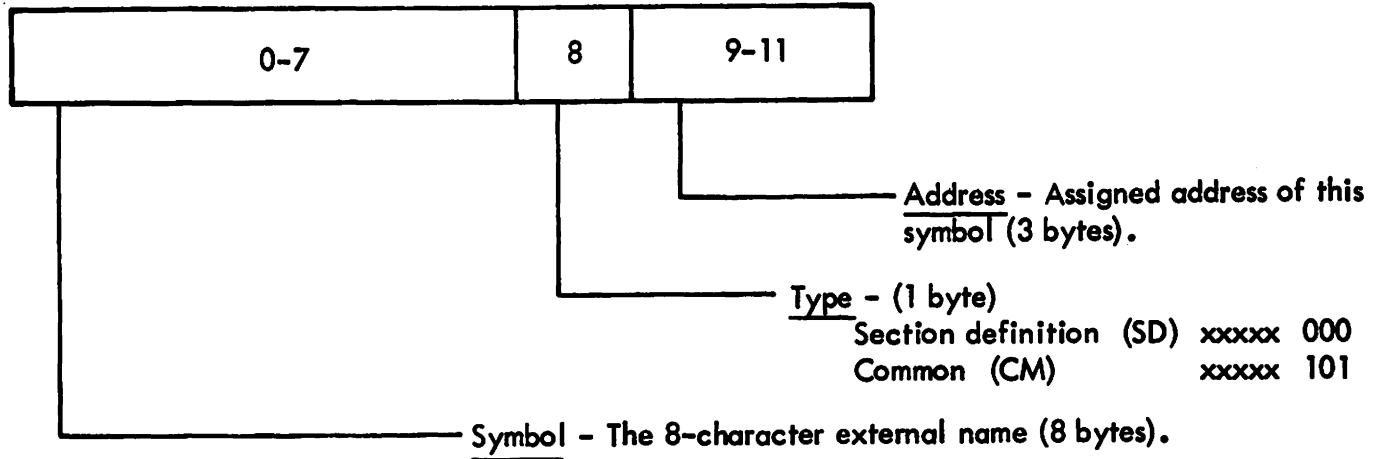 0-7 8 9-11
Address - Assigned address of this
symbol (3 bytes).
Type - (1 byte)
Section definition (SD) xxxxx 000
Common (CM) xxxxx 101
Symbol - The 8-character external name (8 bytes).